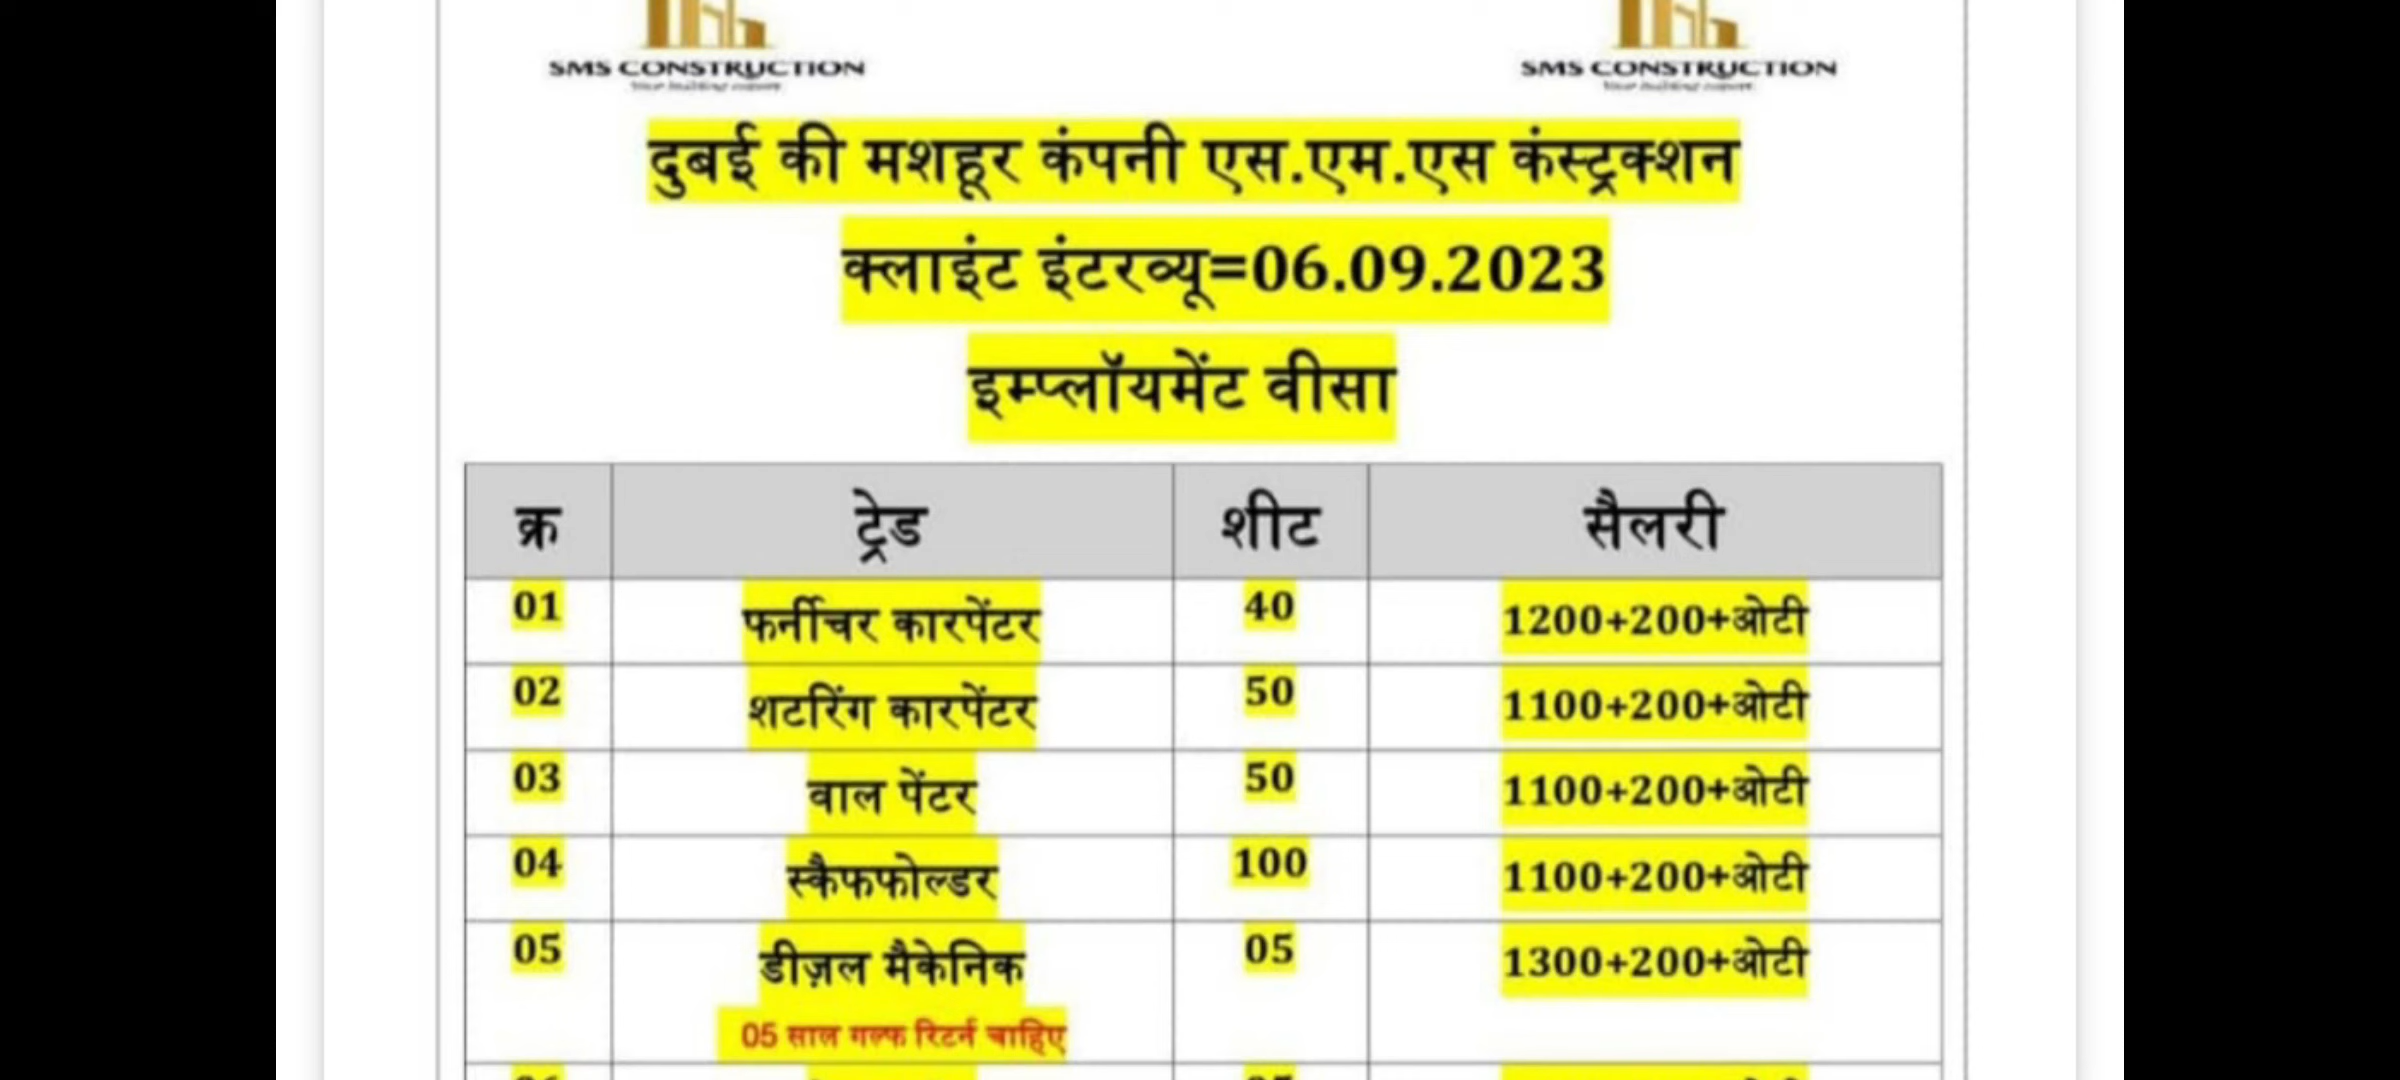 SMS CONSTRUCTION SMS CONSTRUCTION
दुबई की मशहूर कंपनी एस.एम.एस कंस्ट्रक्शन
क्लाइंट इंटरव्यू=06.09.2023
इम्प्लॉयमेंट वीसा
क्र ट्रेड शीट सैलरी
01 फर्नीचर कारपेंटर 40 1200+200+ओटी
02 शटरिंग कारपेंटर 50 1100+200+ओटी
03 वाल पेंटर 50 1100+200+ओटी
04 स्कैफफोल्डर 100 1100+200+ओटी
05 डीज़ल मैकेनिक 05 1300+200+ओटी
05 साल गल्फ रिटर्न चाहिए